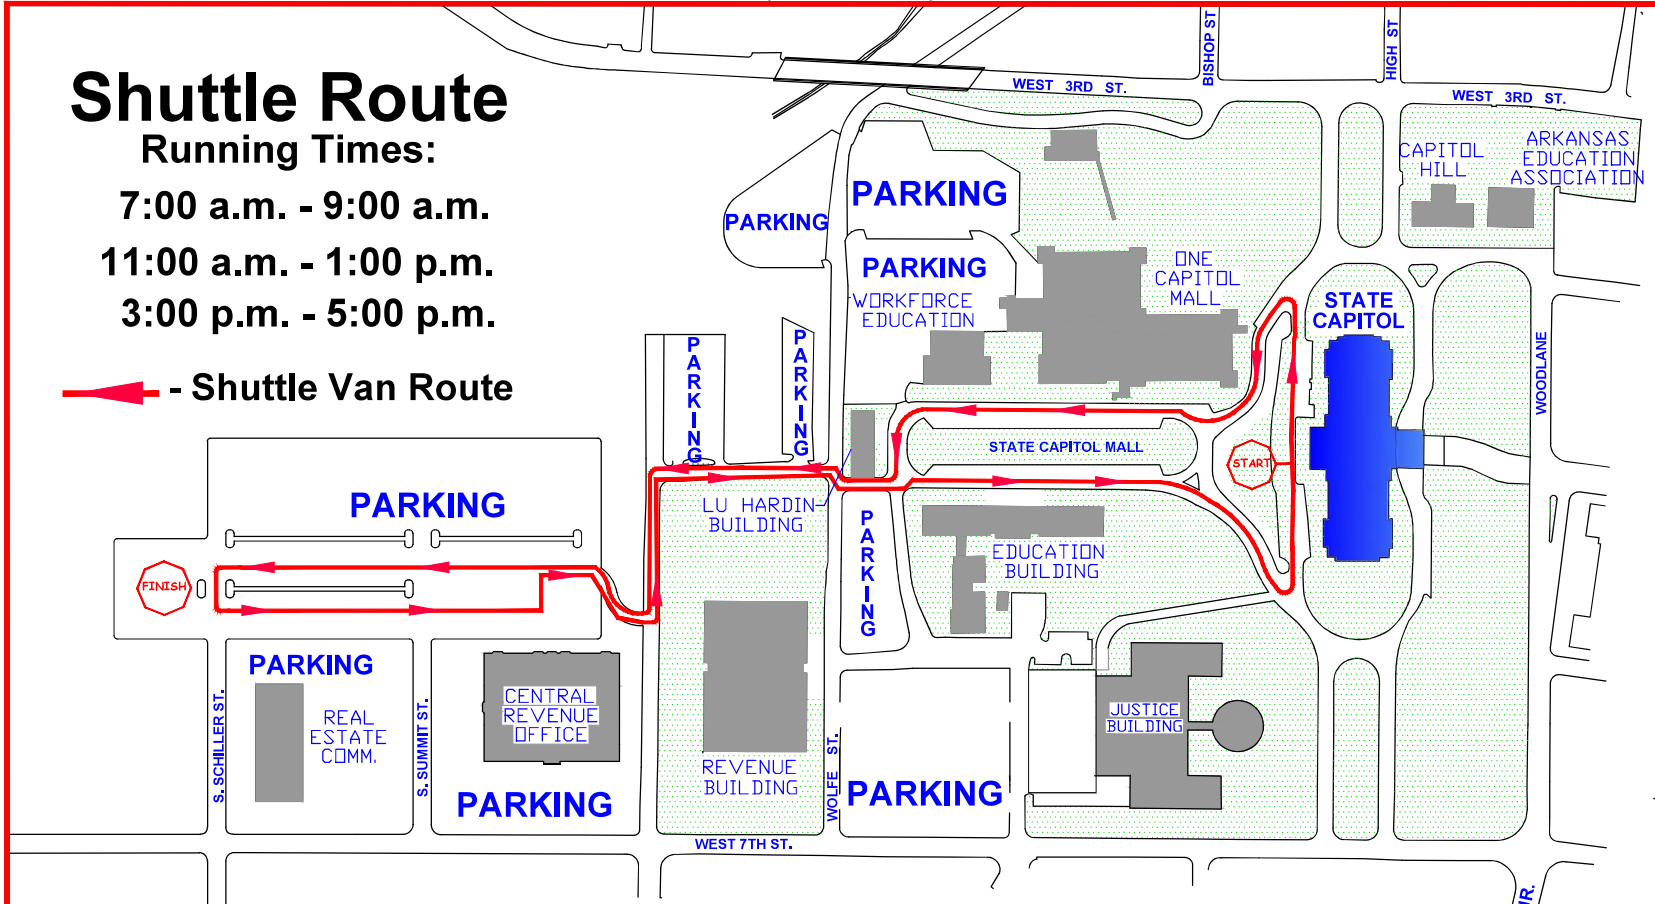 Shuttle Route
Running Times:
7:00 a.m. - 9:00 a.m.
11:00 a.m. - 1:00 p.m.
3:00 p.m. - 5:00 p.m.
- Shuttle Van Route
BISHOP ST
HIGH ST
WEST 3RD ST.
WEST 3RD ST.
CAPITOL
HILL
ARKANSAS
EDUCATION
ASSOCIATION
PARKING
PARKING
PARKING
WORKFORCE
EDUCATION
ONE
CAPITOL
MALL
STATE
CAPITOL
WOODLANE
PARKING
PARKING
STATE CAPITOL MALL
START
LU HARDIN
BUILDING
PARKING
EDUCATION
BUILDING
PARKING
FINISH
PARKING
S. SCHILLER ST.
REAL
ESTATE
COMM.
S. SUMMIT ST.
CENTRAL
REVENUE
OFFICE
PARKING
REVENUE
BUILDING
WOLFE ST.
PARKING
JUSTICE
BUILDING
WEST 7TH ST.